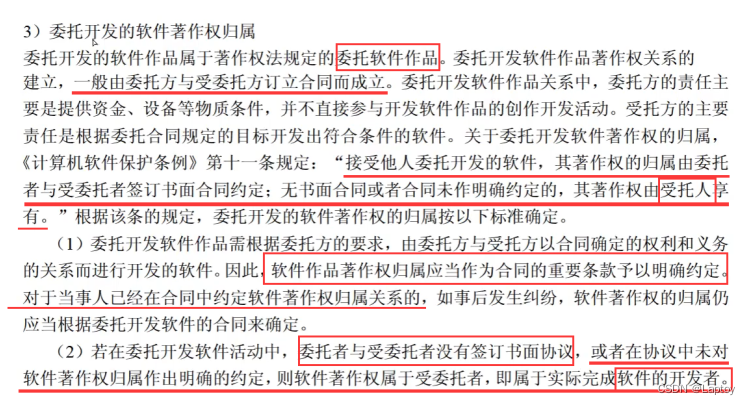 3）委托开发的软件著作权归属
委托开发的软件作品属于著作权法规定的委托软件作品。委托开发软件作品著作权关系的
建立，一般由委托方与受委托方订立合同而成立。委托开发软件作品关系中，委托方的责任主
要是提供资金、设备等物质条件，并不直接参与开发软件作品的创作开发活动。受托方的主要
责任是根据委托合同规定的目标开发出符合条件的软件。关于委托开发软件著作权的归属，
《计算机软件保护条例》第十一条规定：“接受他人委托开发的软件，其著作权的归属由委托
者与受委托者签订书面合同约定；无书面合同或者合同未作明确约定的，其著作权由受托人享
有。”根据该条的规定，委托开发的软件著作权的归属按以下标准确定。
（1）委托开发软件作品需根据委托方的要求，由委托方与受托方以合同确定的权利和义务
的关系而进行开发的软件。因此，软件作品著作权归属应当作为合同的重要条款予以明确约定。
对于当事人已经在合同中约定软件著作权归属关系的，如事后发生纠纷，软件著作权的归属仍
应当根据委托开发软件的合同来确定。
（2）若在委托开发软件活动中，委托者与受委托者没有签订书面协议，或者在协议中未对
软件著作权归属作出明确的约定，则软件著作权属于受委托者，即属于实际完成软件的开发者。
CSDN @Laptoy